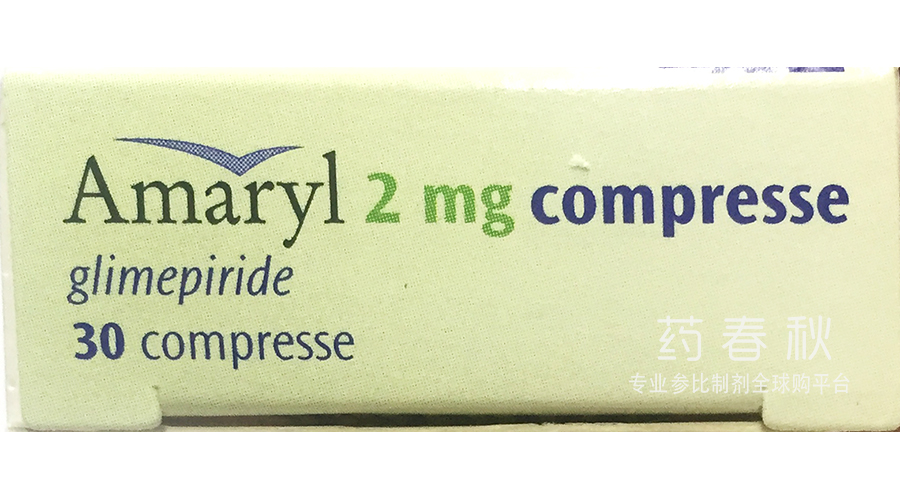 Amaryl 2 mg compresse
glimepiride
30 compresse
药春秋
专业参比制剂全球购平台